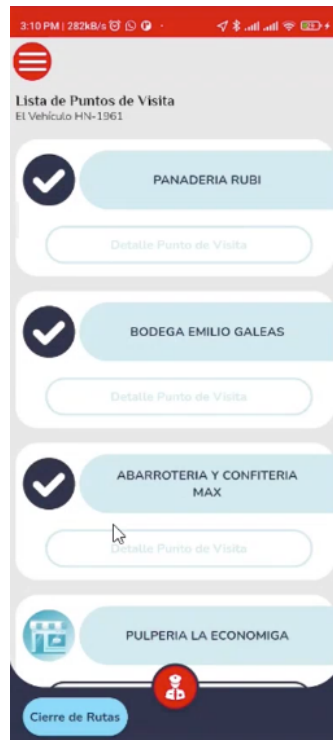 3:10 PM | 282kB/s
Lista de Puntos de Visita
El Vehículo HN-1961
PANADERIA RUBI
Detalle Punto de Visita
BODEGA EMILIO GALEAS
Detalle Punto de Visita
ABARROTERIA Y CONFITERIA
MAX
Detalle Punto de Visita
PULPERIA LA ECONOMIGA
Cierre de Rutas